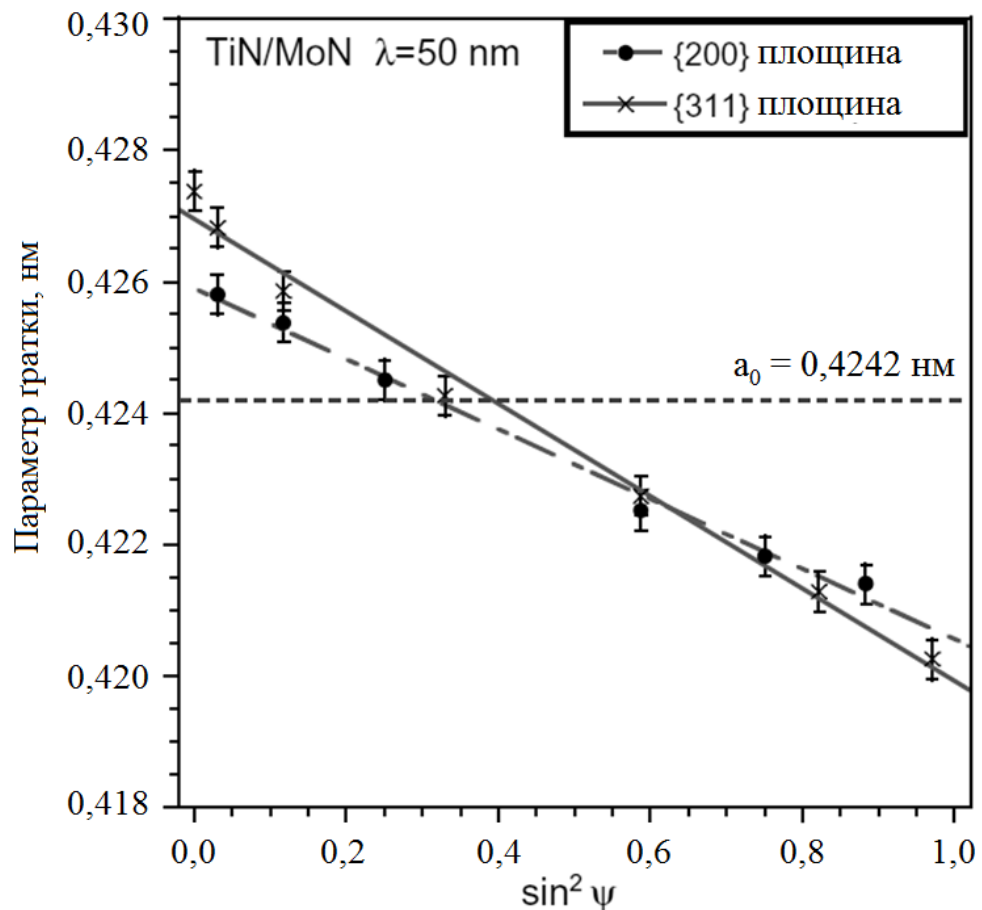 TiN/MoN λ=50 nm
{200} площина
{311} площина
a₀ = 0,4242 нм
Параметр ґратки, нм
0,430
0,428
0,426
0,424
0,422
0,420
0,418
0,0 0,2 0,4 0,6 0,8 1,0
sin² ψ